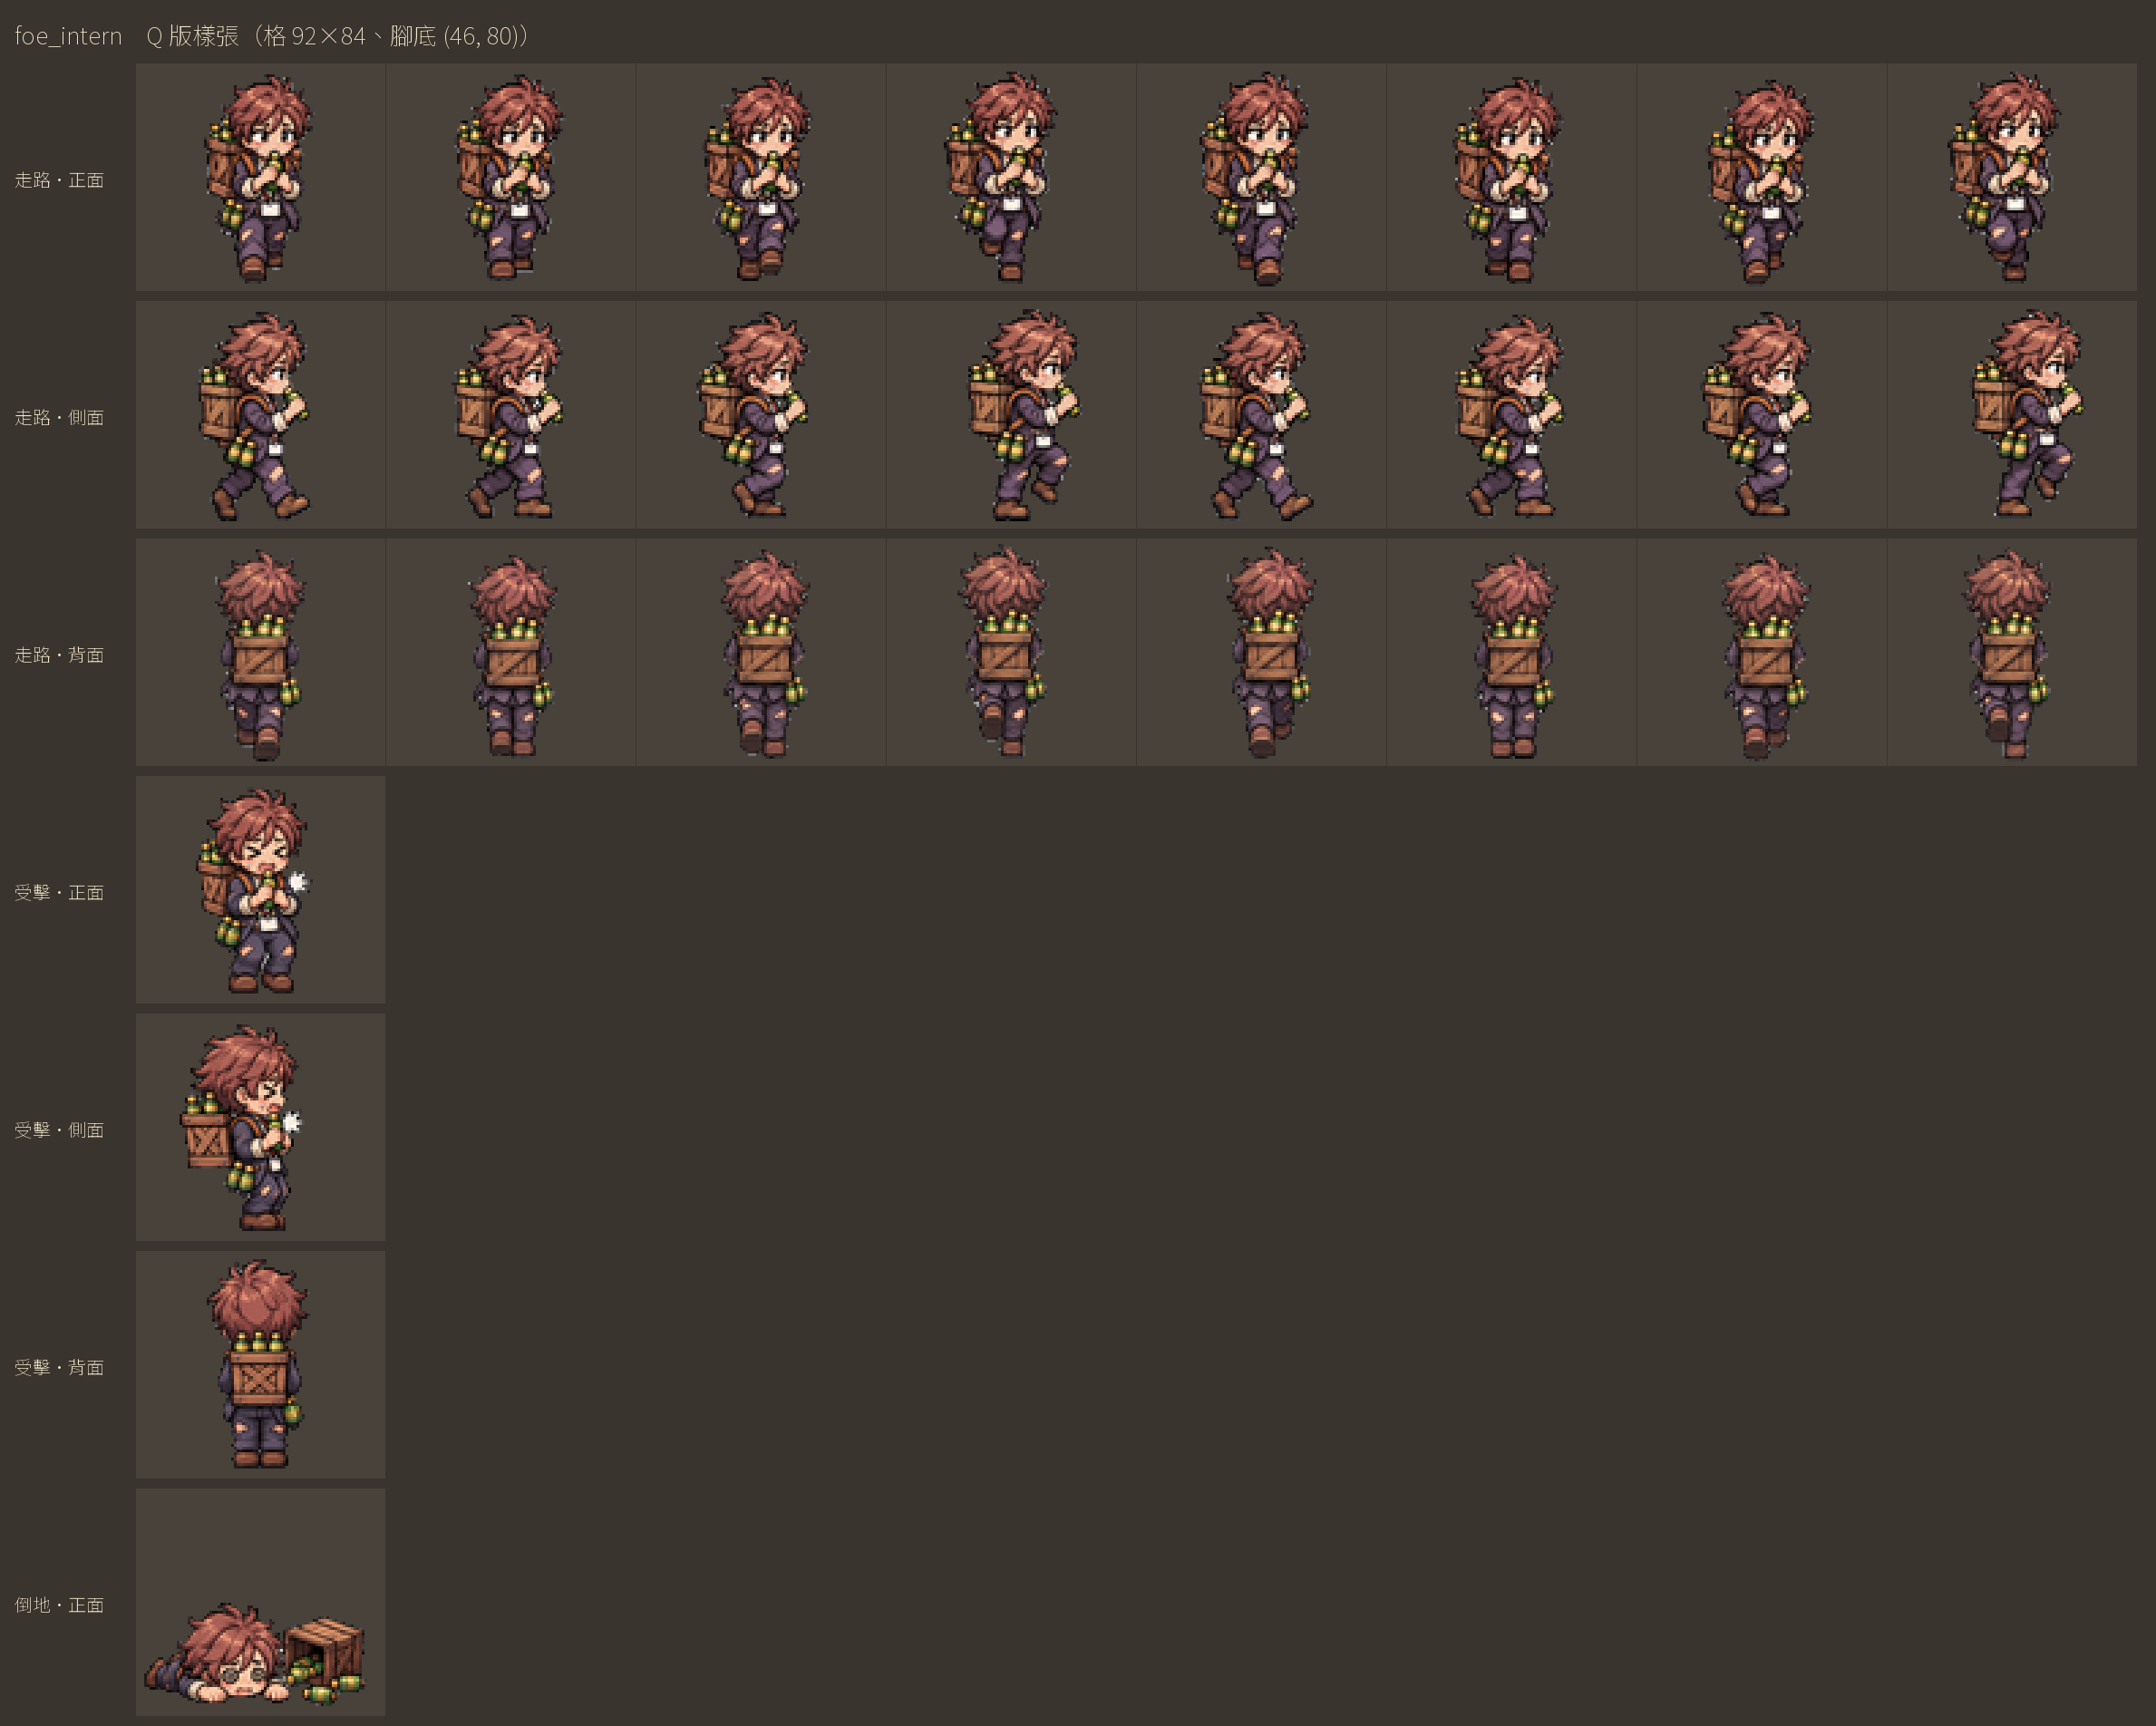 foe_intern Q 版樣張（格 92×84、腳底 (46, 80)）
走路・正面
走路・側面
走路・背面
受擊・正面
受擊・側面
受擊・背面
倒地・正面